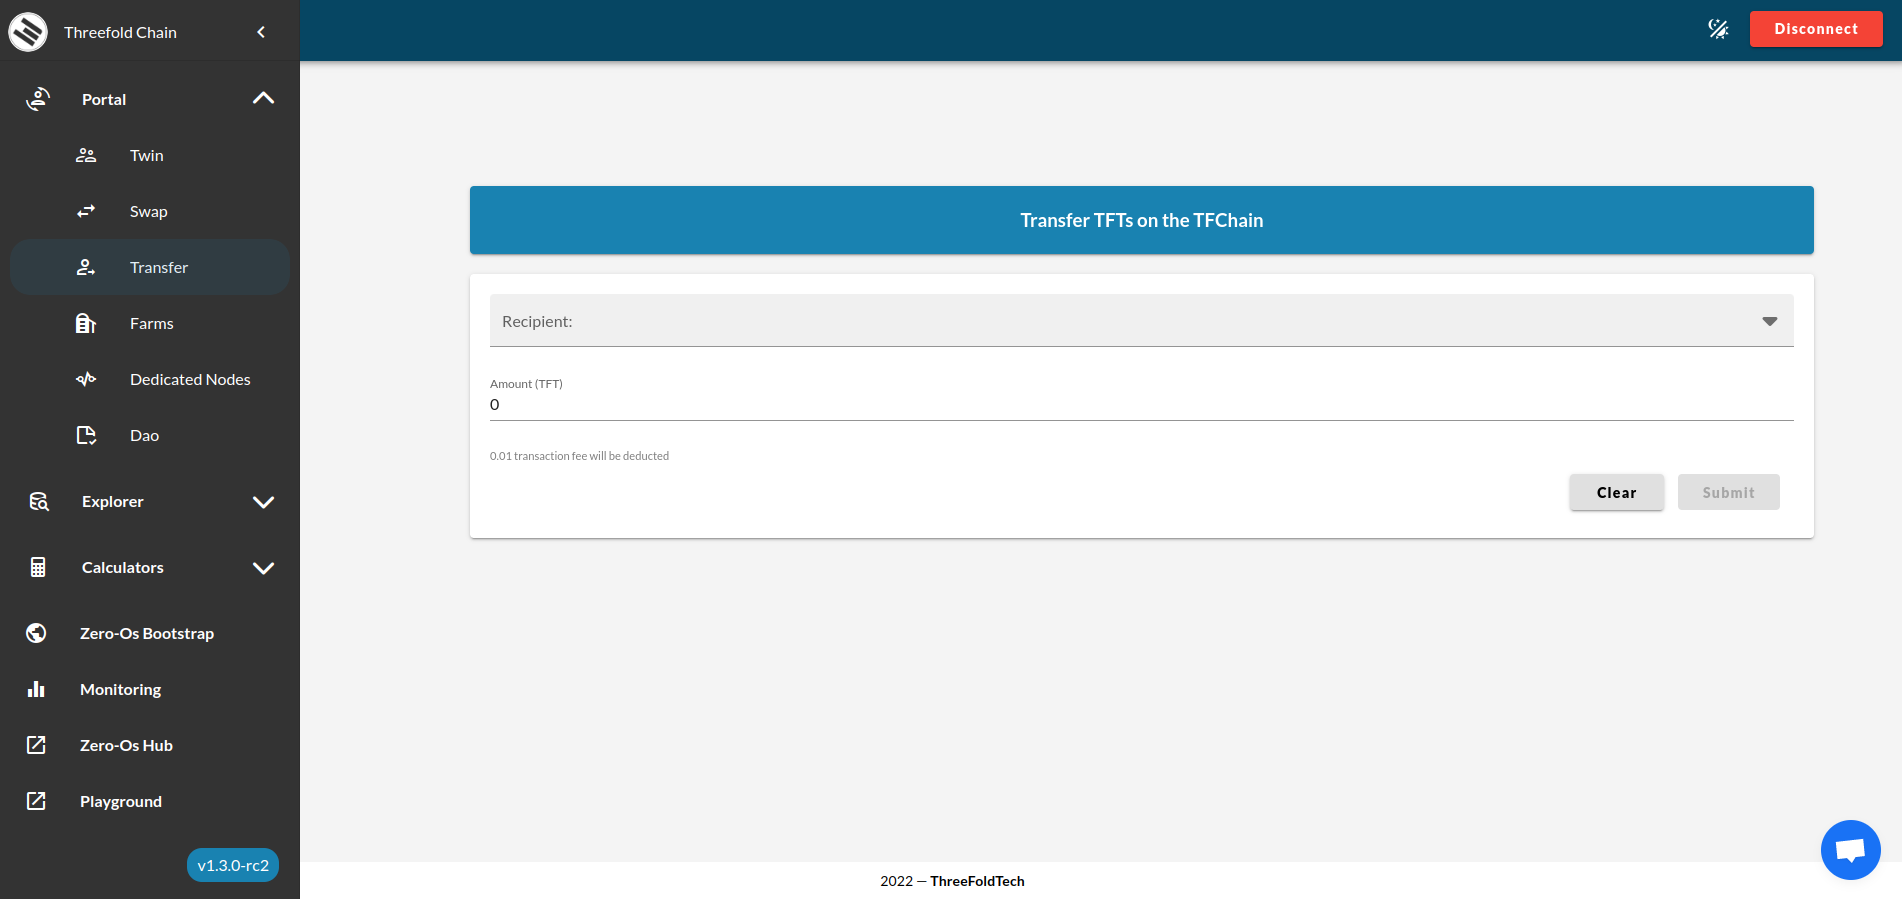 Threefold Chain
Disconnect
Portal
Twin
Swap
Transfer
Farms
Dedicated Nodes
Dao
Explorer
Calculators
Zero-Os Bootstrap
Monitoring
Zero-Os Hub
Playground
v1.3.0-rc2
Transfer TFTs on the TFChain
Recipient:
Amount (TFT)
0
0.01 transaction fee will be deducted
Clear
Submit
2022 — ThreeFoldTech